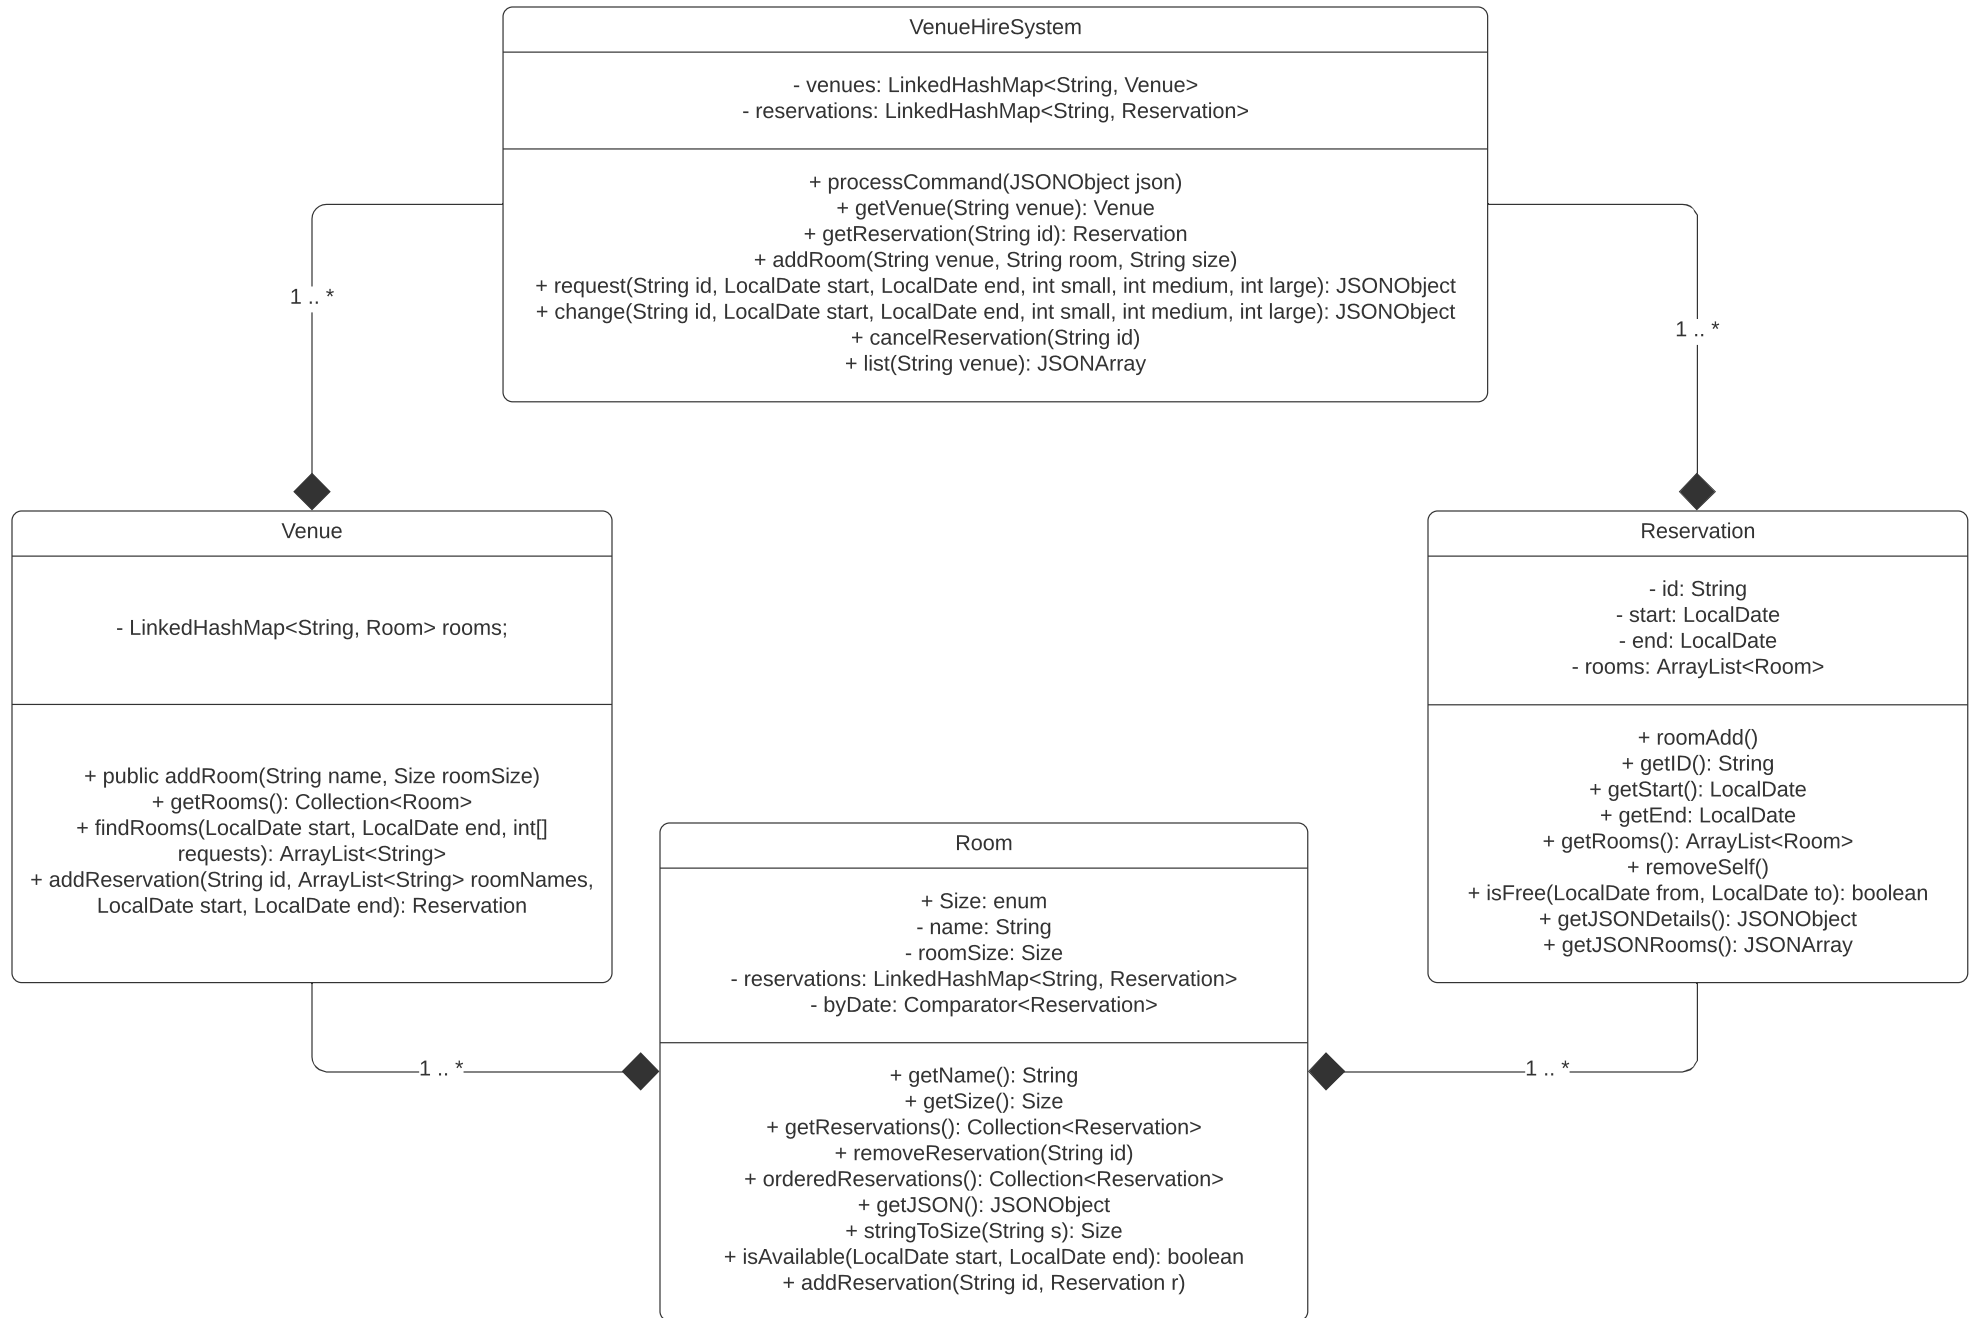 VenueHireSystem
- venues: LinkedHashMap<String, Venue>
- reservations: LinkedHashMap<String, Reservation>
+ processCommand(JSONObject json)
+ getVenue(String venue): Venue
+ getReservation(String id): Reservation
+ addRoom(String venue, String room, String size)
+ request(String id, LocalDate start, LocalDate end, int small, int medium, int large): JSONObject
+ change(String id, LocalDate start, LocalDate end, int small, int medium, int large): JSONObject
+ cancelReservation(String id)
+ list(String venue): JSONArray
1 .. *
1 .. *
Venue
- LinkedHashMap<String, Room> rooms;
+ public addRoom(String name, Size roomSize)
+ getRooms(): Collection<Room>
+ findRooms(LocalDate start, LocalDate end, int[]
requests): ArrayList<String>
+ addReservation(String id, ArrayList<String> roomNames,
LocalDate start, LocalDate end): Reservation
Reservation
- id: String
- start: LocalDate
- end: LocalDate
- rooms: ArrayList<Room>
+ roomAdd()
+ getID(): String
+ getStart(): LocalDate
+ getEnd: LocalDate
+ getRooms(): ArrayList<Room>
+ removeSelf()
+ isFree(LocalDate from, LocalDate to): boolean
+ getJSONDetails(): JSONObject
+ getJSONRooms(): JSONArray
1 .. *
1 .. *
Room
+ Size: enum
- name: String
- roomSize: Size
- reservations: LinkedHashMap<String, Reservation>
- byDate: Comparator<Reservation>
+ getName(): String
+ getSize(): Size
+ getReservations(): Collection<Reservation>
+ removeReservation(String id)
+ orderedReservations(): Collection<Reservation>
+ getJSON(): JSONObject
+ stringToSize(String s): Size
+ isAvailable(LocalDate start, LocalDate end): boolean
+ addReservation(String id, Reservation r)